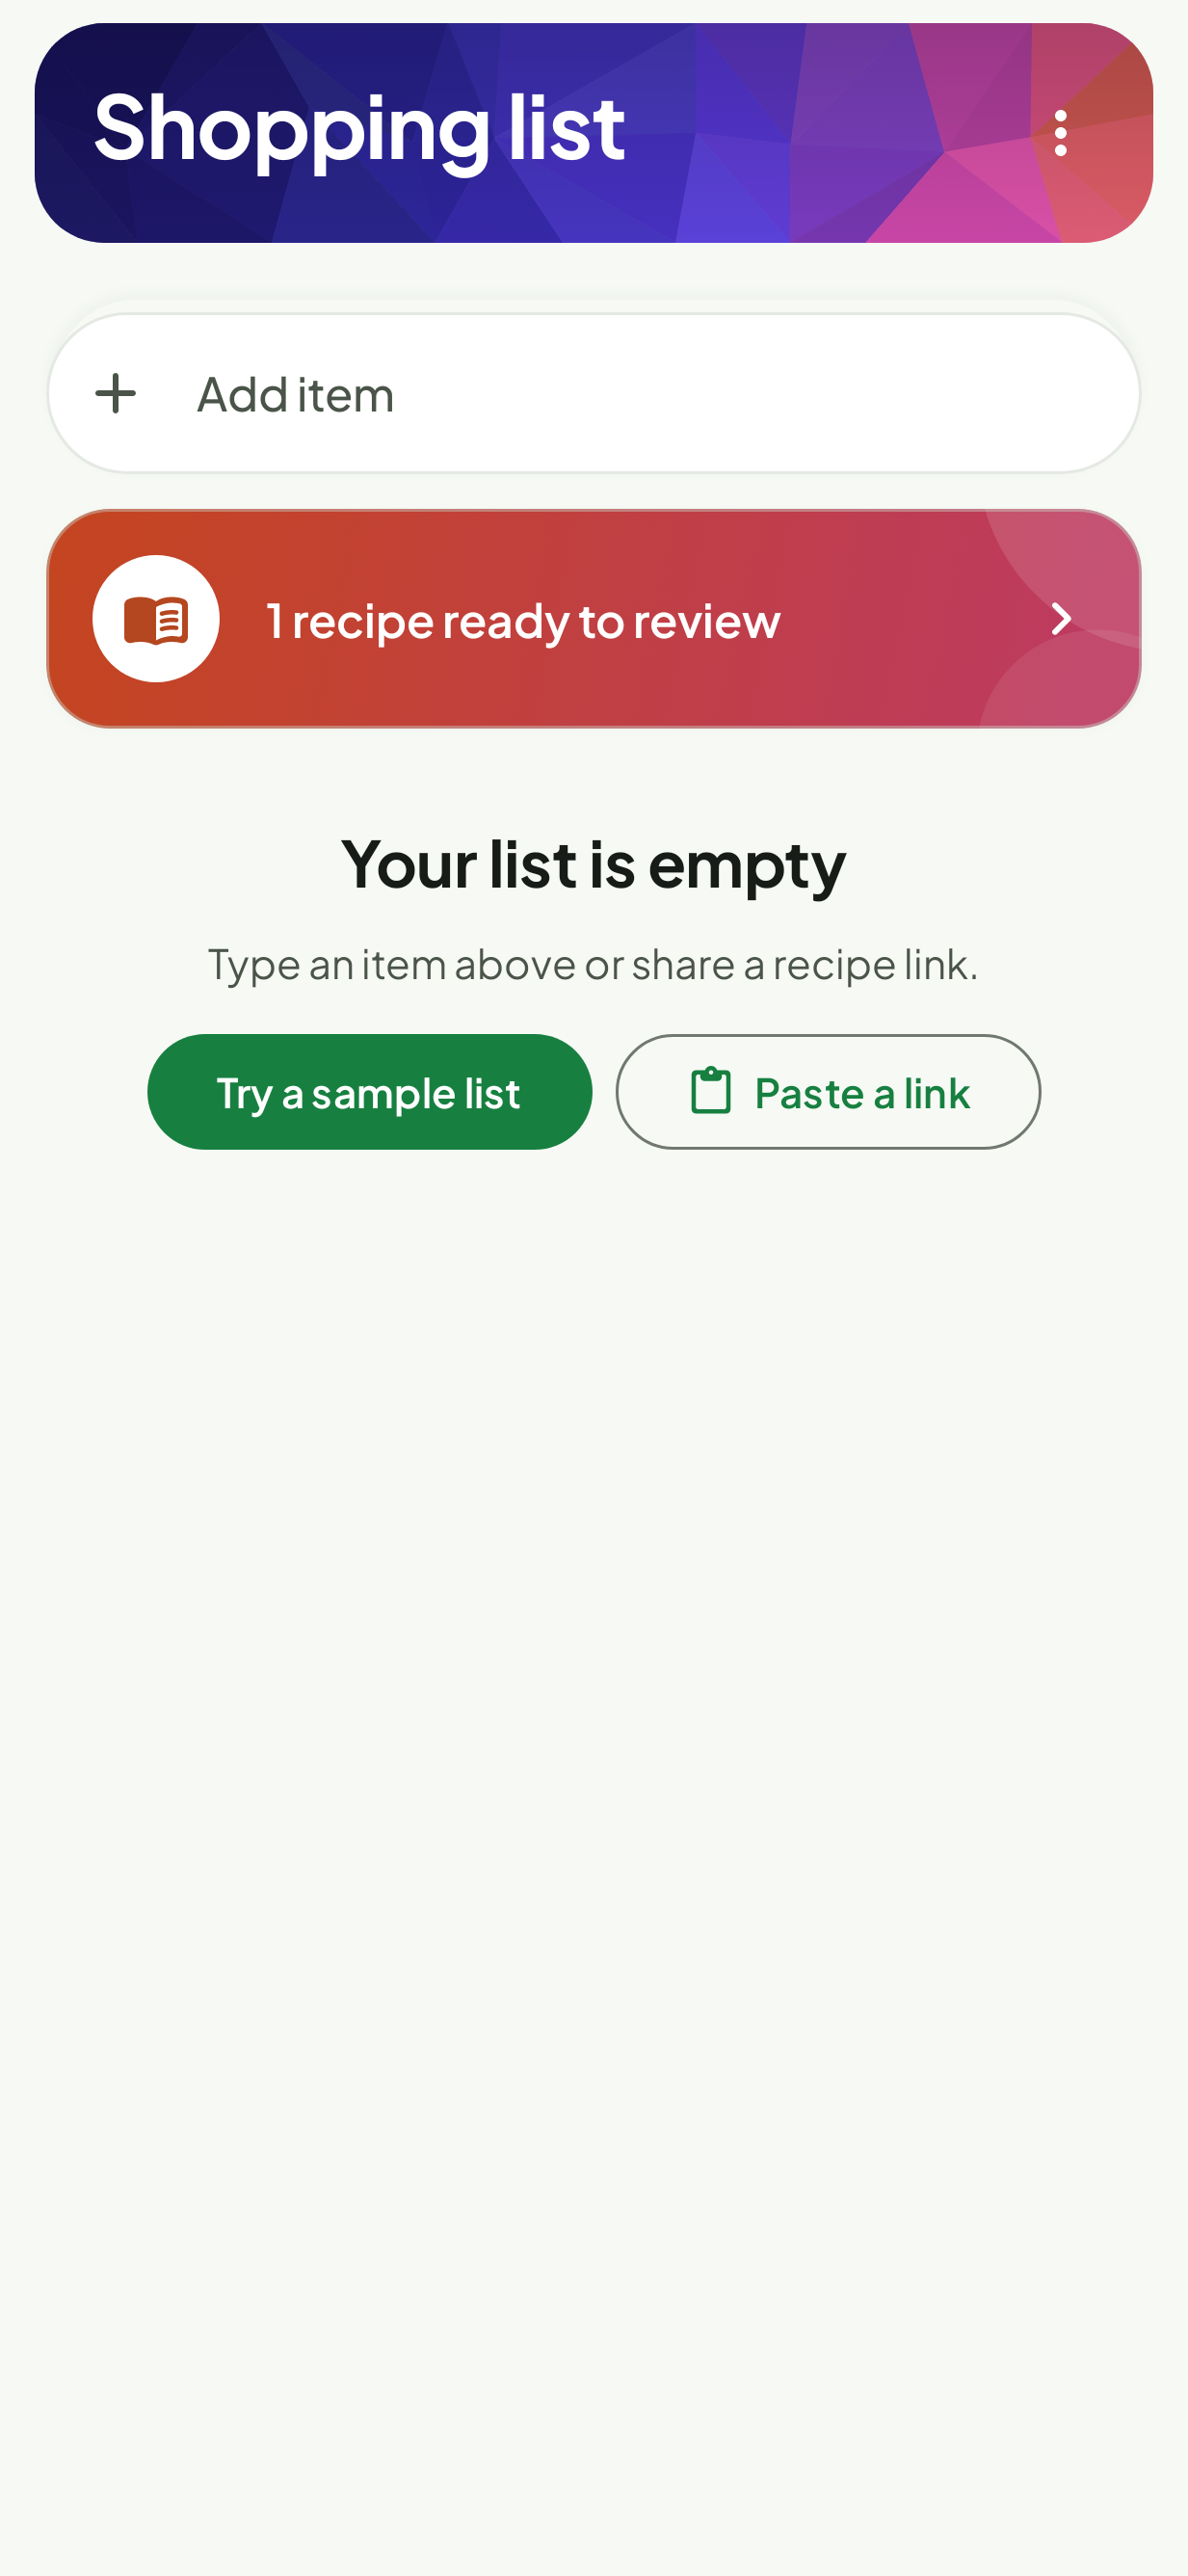 Shopping list
Add item
1 recipe ready to review
Your list is empty
Type an item above or share a recipe link.
Try a sample list
Paste a link